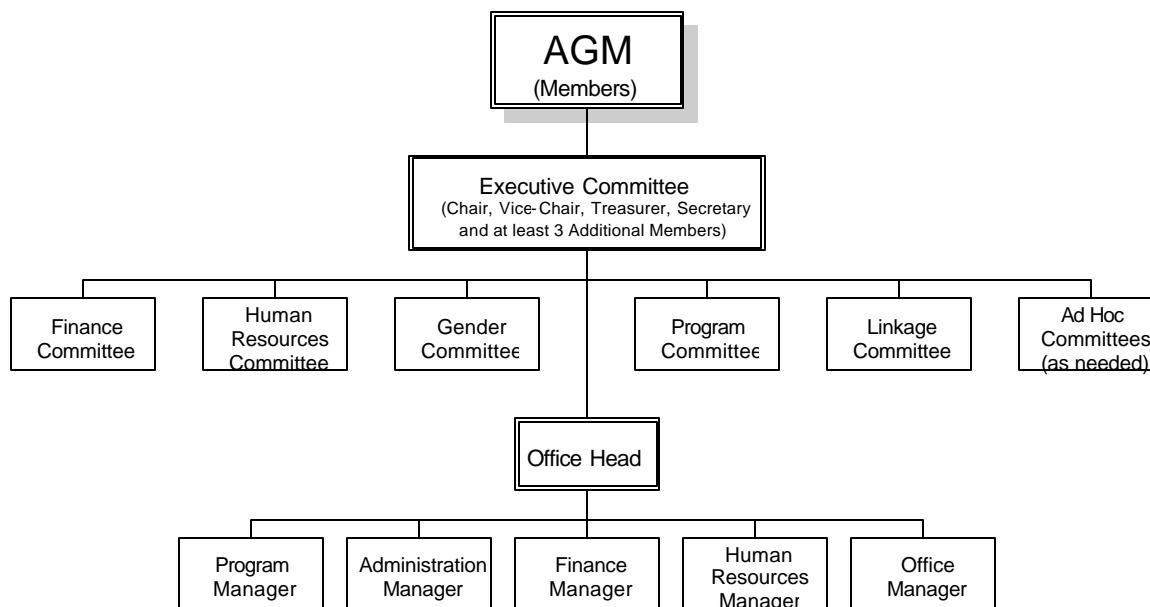 AGM
(Members)
Executive Committee
(Chair, Vice-Chair, Treasurer, Secretary
and at least 3 Additional Members)
Finance
Committee
Human
Resources
Committee
Gender
Committee
Program
Committee
Linkage
Committee
Ad Hoc
Committees
(as needed)
Office Head
Program
Manager
Administration
Manager
Finance
Manager
Human
Resources
Manager
Office
Manager